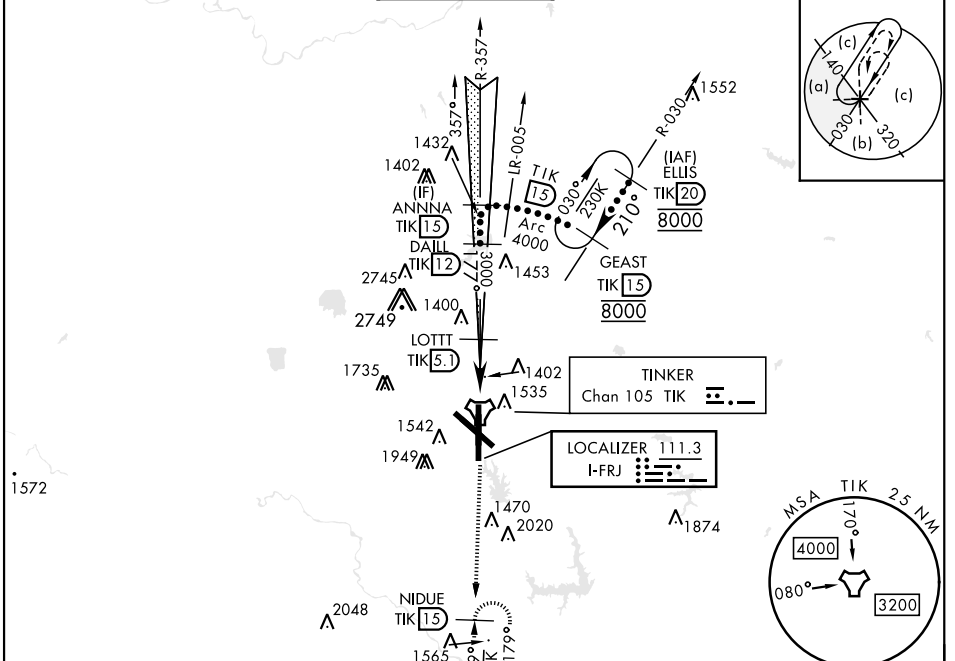 R-357
357°
LR-005
R-030
1552
1432
1402
(IF)
ANNNA
TIK 15
TIK
15
Arc
4000
030°
230K
210°
(IAF)
ELLIS
TIK 20
8000
DAILL
TIK 12
3000
1453
GEAST
TIK 15
8000
2745
2749
1400
LOTTT
TIK 5.1
1735
1402
1535
TINKER
Chan 105 TIK
1542
1949
LOCALIZER 111.3
I-FRJ
1572
1470
2020
1874
NIDUE
TIK 15
2048
1565
179°
(c)
140
(a)
(c)
030
(b)
320
MSA TIK 25 NM
170°
4000
080°
3200